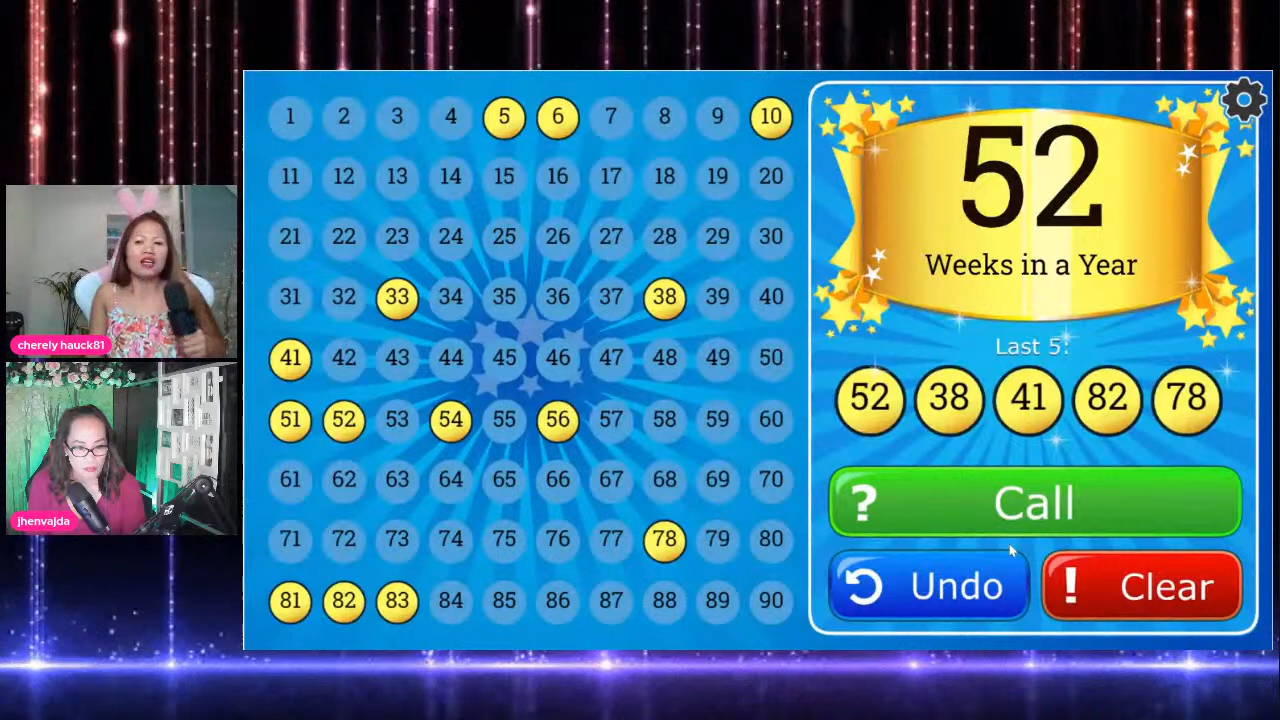 1 2 3 4 5 6 7 8 9 10
11 12 13 14 15 16 17 18 19 20
21 22 23 24 25 26 27 28 29 30
31 32 33 34 35 36 37 38 39 40
41 42 43 44 45 46 47 48 49 50
51 52 53 54 55 56 57 58 59 60
61 62 63 64 65 66 67 68 69 70
71 72 73 74 75 76 77 78 79 80
81 82 83 84 85 86 87 88 89 90
52
Weeks in a Year
Last 5:
52 38 41 82 78
? Call
Undo
! Clear
cherely hauck81
jhenvajda